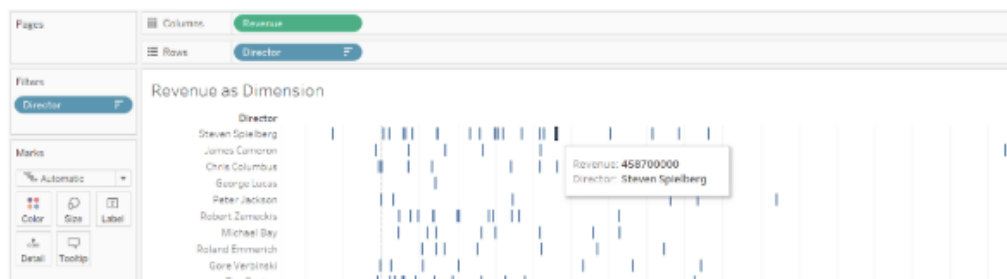 Pages
Columns
Revenue
Rows
Director
Filters
Director
Marks
Automatic
Color
Size
Label
Detail
Tooltip
Revenue as Dimension
Director
Steven Spielberg
James Cameron
Chris Columbus
George Lucas
Peter Jackson
Robert Zemeckis
Michael Bay
Roland Emmerich
Gore Verbinski
Revenue: 458700000
Director: Steven Spielberg